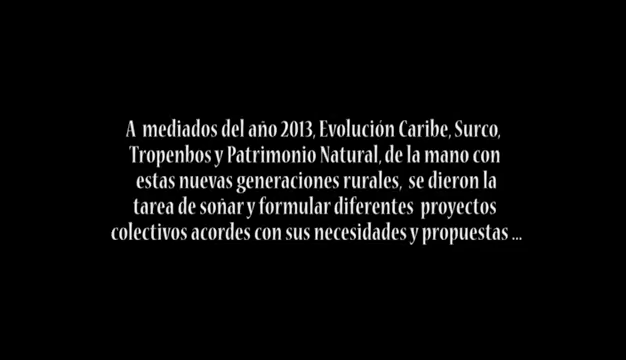 A mediados del año 2013, Evolución Caribe, Surco,
Tropenbos y Patrimonio Natural, de la mano con
estas nuevas generaciones rurales, se dieron la
tarea de soñar y formular diferentes proyectos
colectivos acordes con sus necesidades y propuestas ...